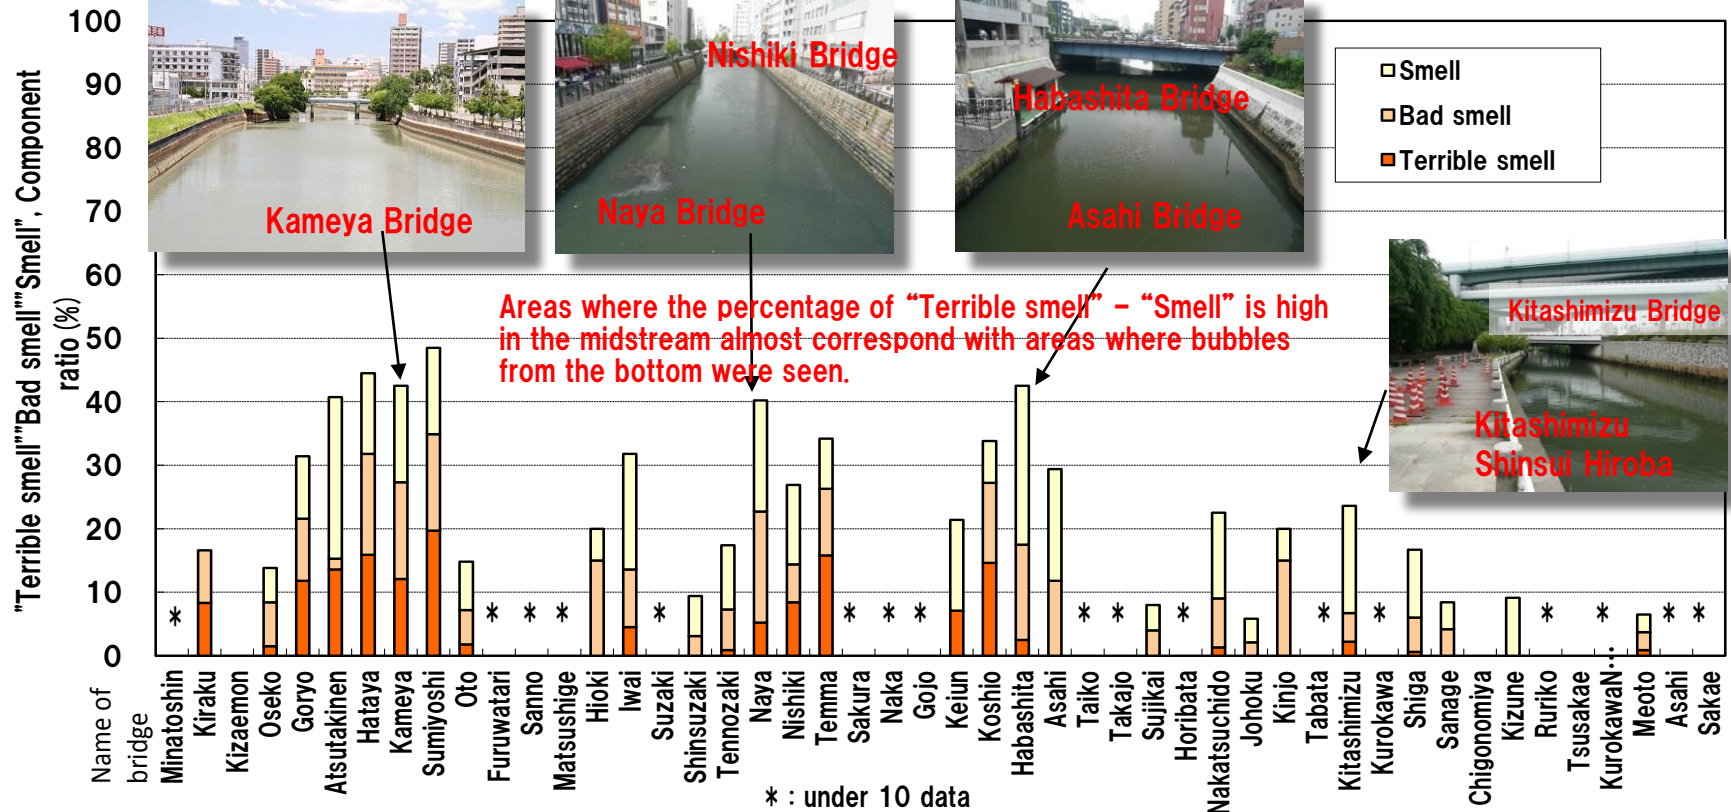 "Terrible smell""Bad smell""Smell", Component
ratio (%)
100
90
80
70
60
50
40
30
20
10
0
Kameya Bridge
Nishiki Bridge
Naya Bridge
Habashita Bridge
Asahi Bridge
Smell
Bad smell
Terrible smell
Kitashimizu Bridge
Kitashimizu
Shinsui Hiroba
Areas where the percentage of “Terrible smell” – “Smell” is high
in the midstream almost correspond with areas where bubbles
from the bottom were seen.
* * * * * * * * * * * * * * * * *
Name of
bridge
Minatoshin
Kiraku
Kizaemon
Oseko
Goryo
Atsutakinen
Hataya
Kameya
Sumiyoshi
Oto
Furuwatari
Sanno
Matsushige
Hioki
Iwai
Suzaki
Shinsuzaki
Tennozaki
Naya
Nishiki
Temma
Sakura
Naka
Gojo
Keiun
Koshio
Habashita
Asahi
Taiko
Takajo
Sujikai
Horibata
Nakatsuchido
Johoku
Kinjo
Tabata
Kitashimizu
Kurokawa
Shiga
Sanage
Chigonomiya
Kizune
Ruriko
Tsusakae
KurokawaN…
Meoto
Asahi
Sakae
* : under 10 data